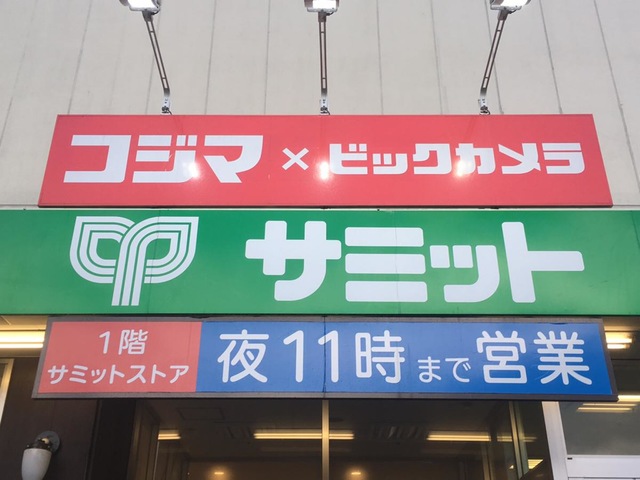 コジマ×ビックカメラ
サミット
1階
サミットストア
夜11時まで営業